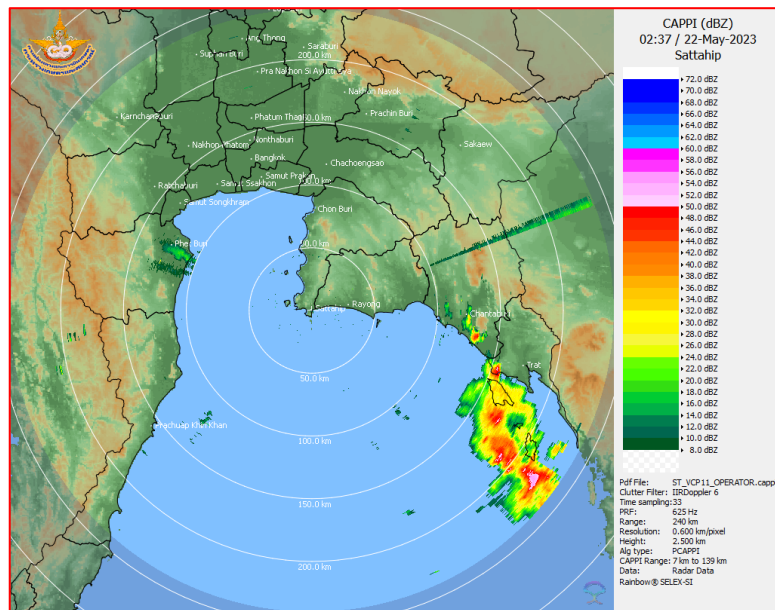 CAPPI (dBZ)
02:37 / 22-May-2023
Sattahip
72.0 dBZ
70.0 dBZ
68.0 dBZ
66.0 dBZ
64.0 dBZ
62.0 dBZ
60.0 dBZ
58.0 dBZ
56.0 dBZ
54.0 dBZ
52.0 dBZ
50.0 dBZ
48.0 dBZ
46.0 dBZ
44.0 dBZ
42.0 dBZ
40.0 dBZ
38.0 dBZ
36.0 dBZ
34.0 dBZ
32.0 dBZ
30.0 dBZ
28.0 dBZ
26.0 dBZ
24.0 dBZ
22.0 dBZ
20.0 dBZ
18.0 dBZ
16.0 dBZ
14.0 dBZ
12.0 dBZ
10.0 dBZ
8.0 dBZ
Pdf File: ST_VCP11_OPERATOR.capp
Clutter Filter: IIRDoppler 6
Time sampling:33
PRF: 625 Hz
Range: 240 km
Resolution: 0.600 km/pixel
Height: 2.500 km
Alg type: PCAPPI
CAPPI Range: 7 km to 139 km
Data: Radar Data
Rainbow® SELEX-SI
Ang Thong
Saraburi
Suphan Buri
200.0 km
Pra Nakhon Si Ayutthaya
Nakhon Nayok
Karnchanaburi
Phatum Thani
Prachin Buri
Nonthaburi
Nakhon Phatom
Sakaew
Bangkok
Chachoengsao
Samut Prakan
Ratchaburi
Samut Ssakhon
Samut Songkhram
Chon Buri
Phet Buri
Rayong
Chantaburi
Trat
50.0 km
Prachuap Khiri Khan
100.0 km
150.0 km
200.0 km